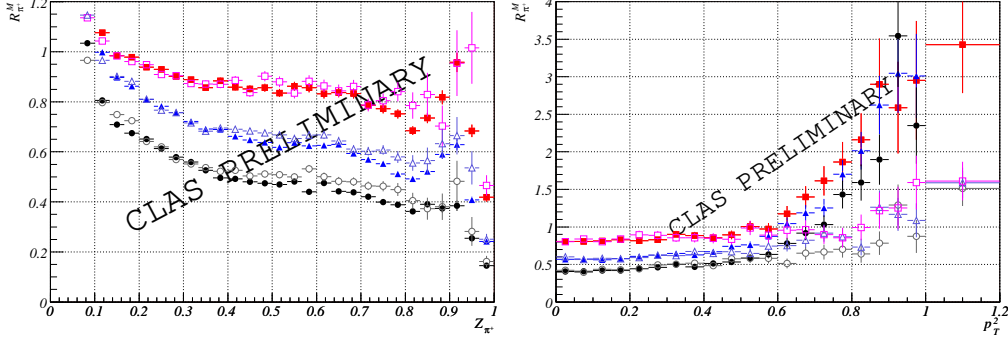 R_π⁺^M
1.2
1
0.8
0.6
0.4
0.2
0
CLAS PRELIMINARY
0 0.1 0.2 0.3 0.4 0.5 0.6 0.7 0.8 0.9 1
Z_π⁺
R_π⁺^M
4
3.5
3
2.5
2
1.5
1
0.5
0
CLAS PRELIMINARY
0 0.2 0.4 0.6 0.8 1 1.2
p_T^2